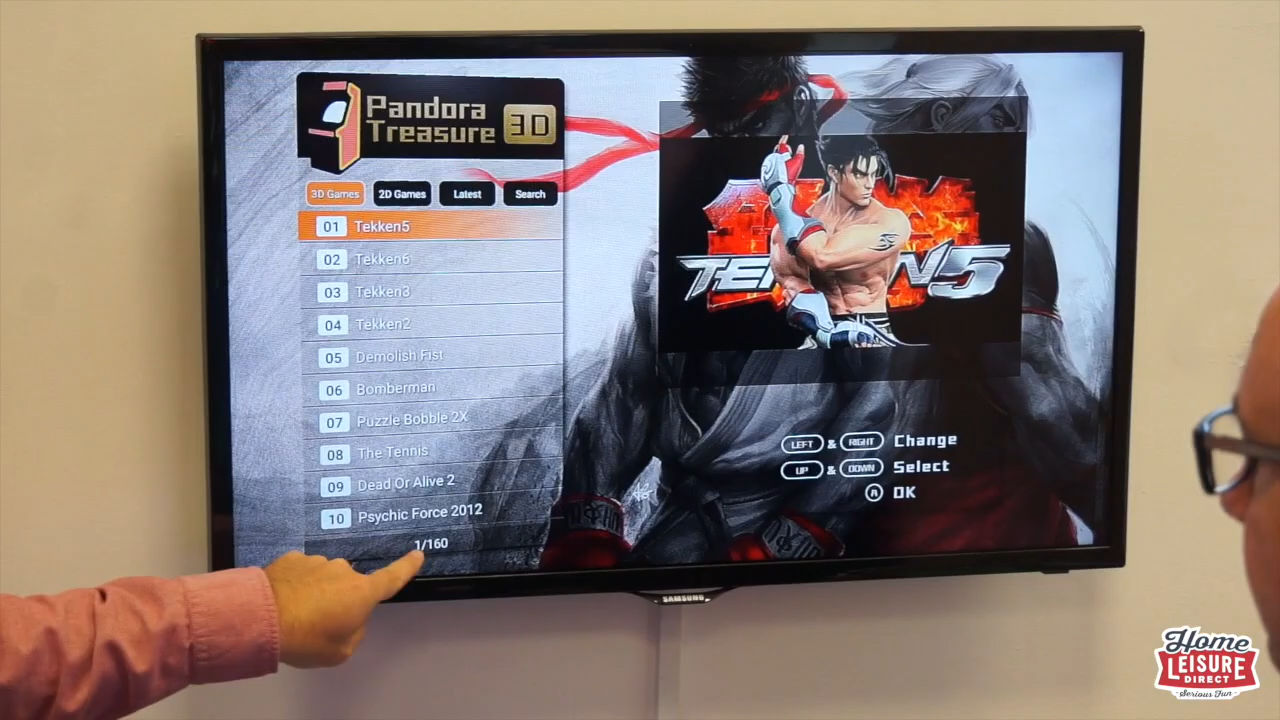 Pandora
Treasure 3D
3D Games 2D Games Latest Search
01 Tekken5
02 Tekken6
03 Tekken3
04 Tekken2
05 Demolish Fist
06 Bomberman
07 Puzzle Bobble 2X
08 The Tennis
09 Dead Or Alive 2
10 Psychic Force 2012
1/160
TEKKEN 5
LEFT & RIGHT Change
UP & DOWN Select
A OK
SAMSUNG
Home
LEISURE
DIRECT
Serious Fun